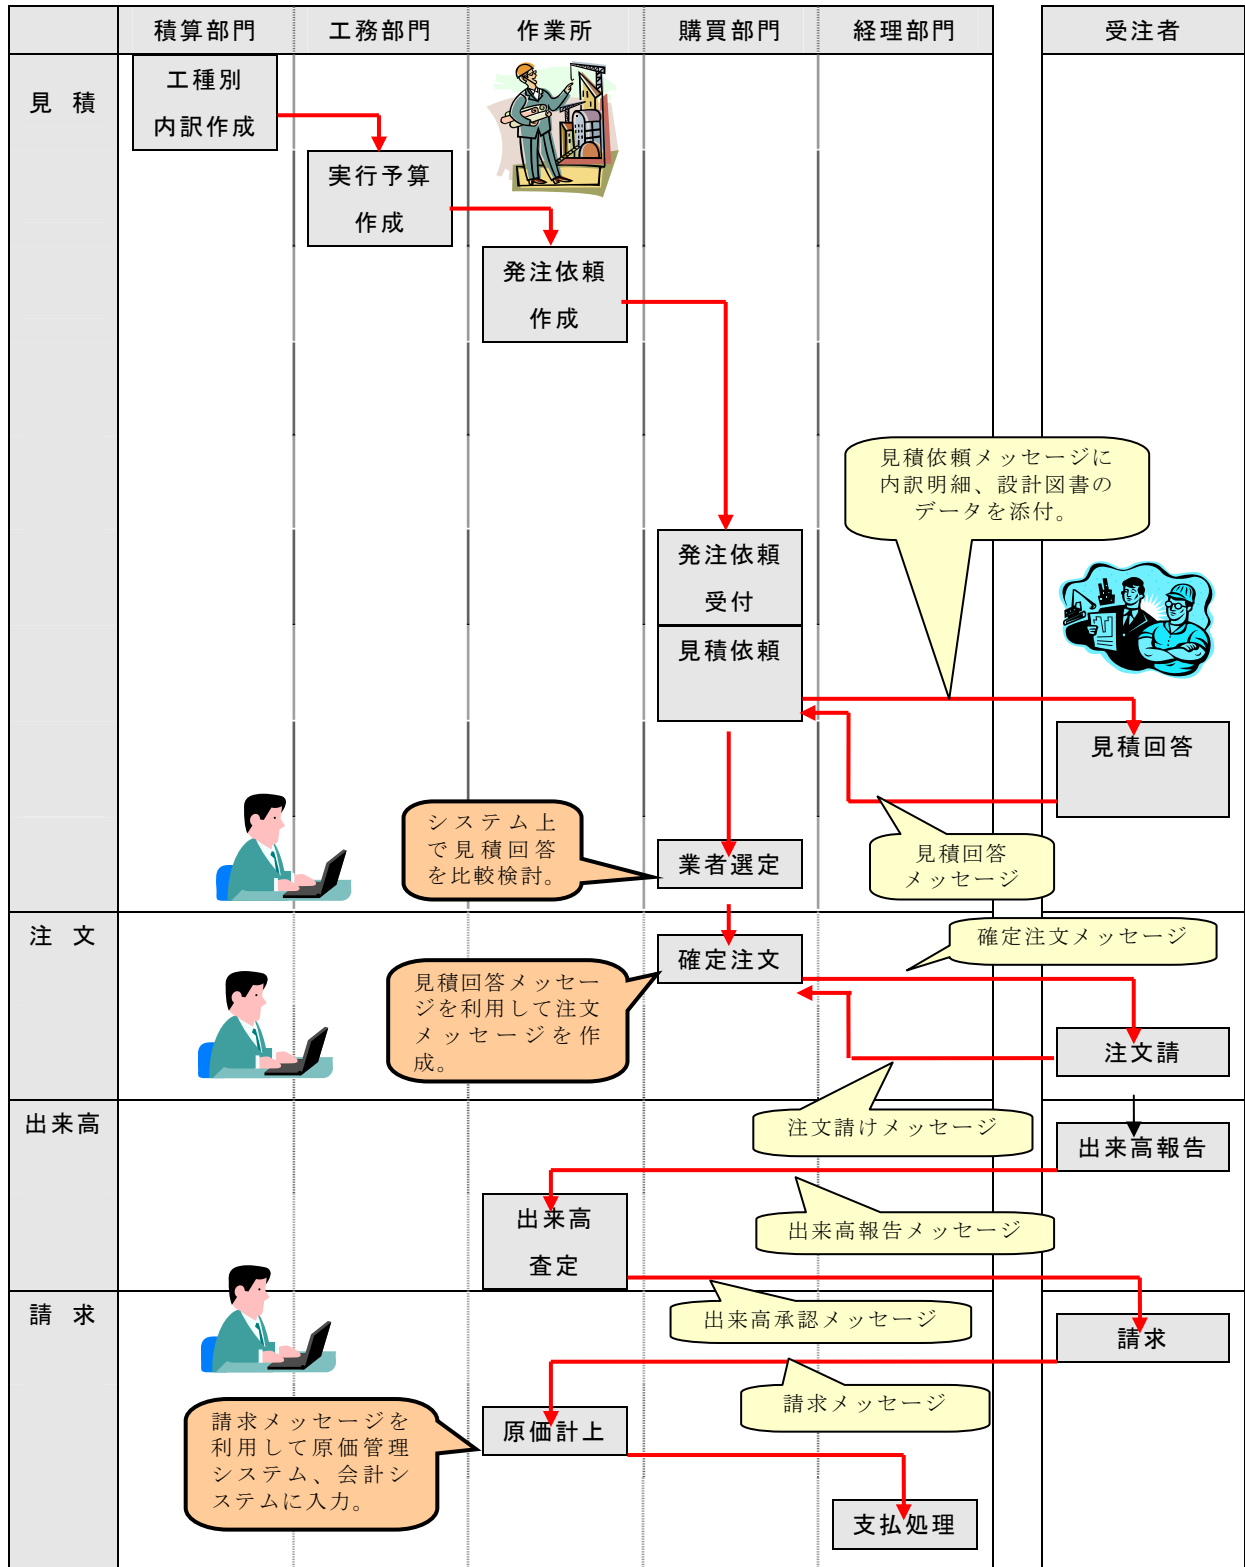 積算部門
工務部門
作業所
購買部門
経理部門
受注者
見 積
工種別
内訳作成
実行予算
作成
発注依頼
作成
見積依頼メッセージに
内訳明細、設計図書の
データを添付。
発注依頼
受付
見積依頼
見積回答
システム上
で見積回答
を比較検討。
業者選定
見積回答
メッセージ
注 文
確定注文メッセージ
確定注文
見積回答メッセー
ジを利用して注文
メッセージを作
成。
注文請
出来高
注文請けメッセージ
出来高報告
出来高
査定
出来高報告メッセージ
請 求
出来高承認メッセージ
請求
請求メッセージ
請求メッセージを
利用して原価管理
システム、会計シ
ステムに入力。
原価計上
支払処理